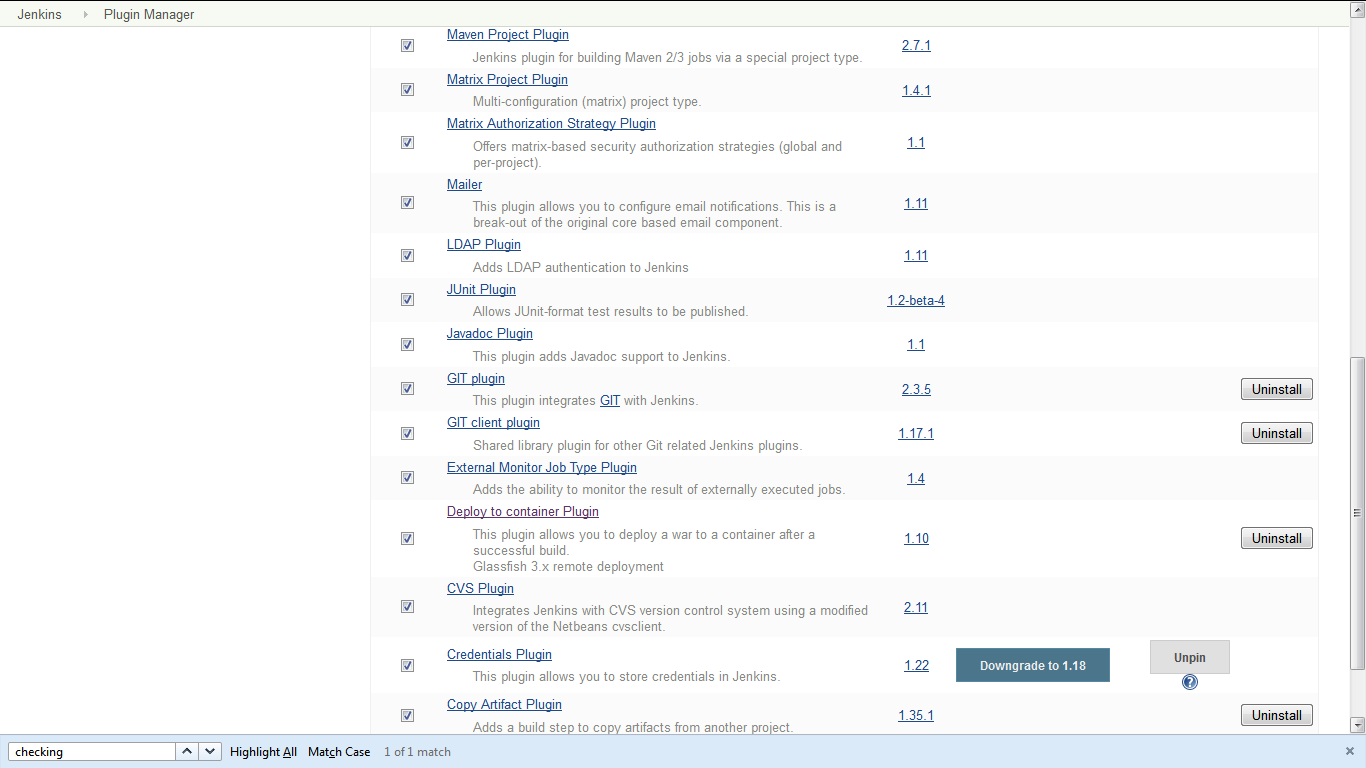 Jenkins Plugin Manager
Maven Project Plugin
Jenkins plugin for building Maven 2/3 jobs via a special project type.
2.7.1
Matrix Project Plugin
Multi-configuration (matrix) project type.
1.4.1
Matrix Authorization Strategy Plugin
Offers matrix-based security authorization strategies (global and
per-project).
1.1
Mailer
This plugin allows you to configure email notifications. This is a
break-out of the original core based email component.
1.11
LDAP Plugin
Adds LDAP authentication to Jenkins
1.11
JUnit Plugin
Allows JUnit-format test results to be published.
1.2-beta-4
Javadoc Plugin
This plugin adds Javadoc support to Jenkins.
1.1
GIT plugin
This plugin integrates GIT with Jenkins.
2.3.5
Uninstall
GIT client plugin
Shared library plugin for other Git related Jenkins plugins.
1.17.1
Uninstall
External Monitor Job Type Plugin
Adds the ability to monitor the result of externally executed jobs.
1.4
Deploy to container Plugin
This plugin allows you to deploy a war to a container after a
successful build.
Glassfish 3.x remote deployment
1.10
Uninstall
CVS Plugin
Integrates Jenkins with CVS version control system using a modified
version of the Netbeans cvsclient.
2.11
Credentials Plugin
This plugin allows you to store credentials in Jenkins.
1.22
Downgrade to 1.18
Unpin
?
Copy Artifact Plugin
Adds a build step to copy artifacts from another project.
1.35.1
Uninstall
checking Highlight All Match Case 1 of 1 match